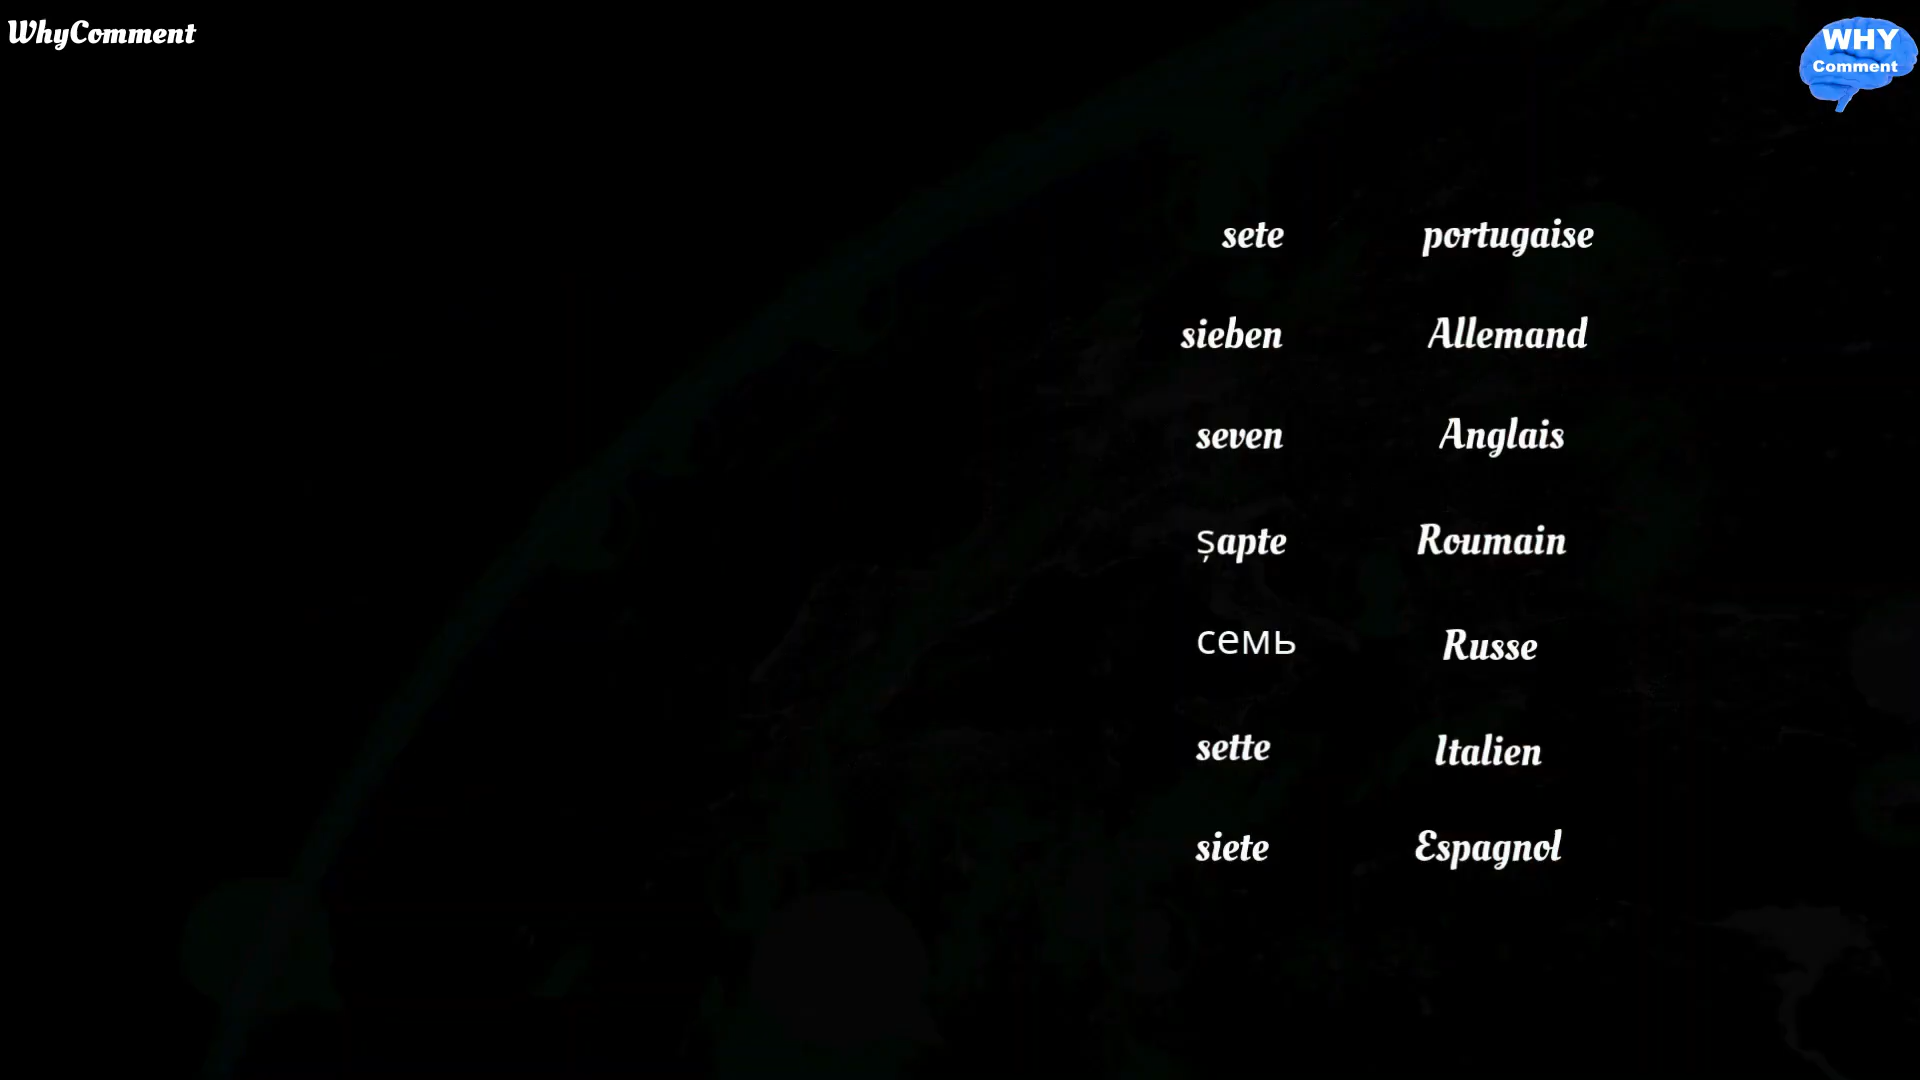 WhyComment
WHY
Comment
sete portugaise
sieben Allemand
seven Anglais
șapte Roumain
семь Russe
sette Italien
siete Espagnol